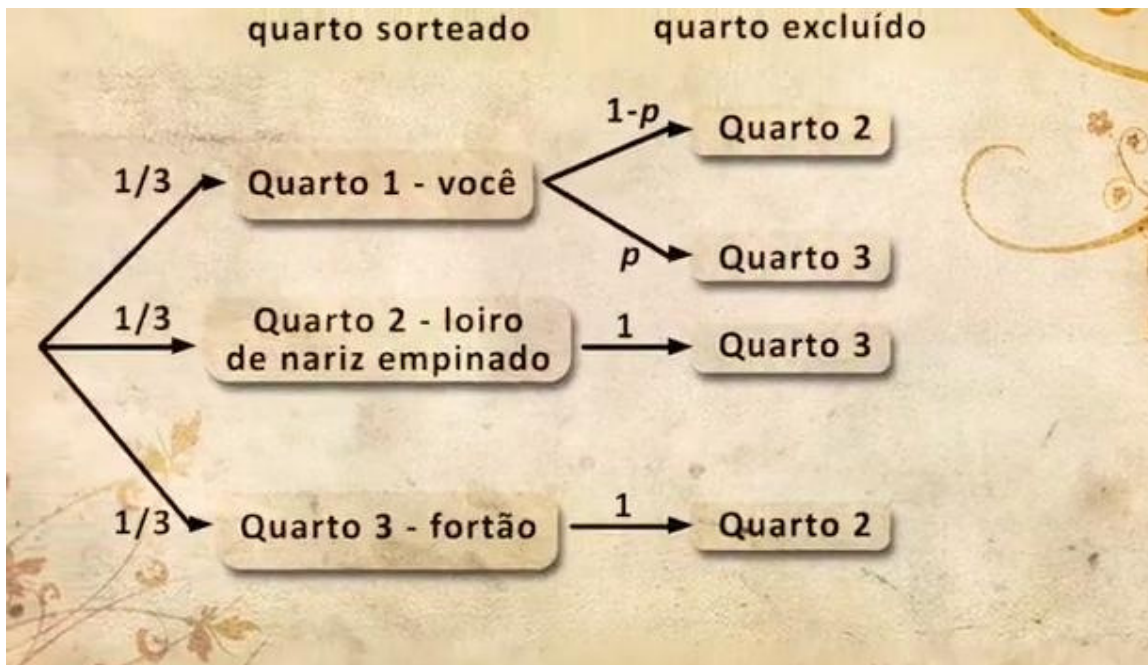 quarto sorteado
quarto excluído
1-p
Quarto 2
1/3
Quarto 1 - você
p
Quarto 3
1/3
Quarto 2 - loiro
de nariz empinado
1
Quarto 3
1/3
Quarto 3 - fortão
1
Quarto 2